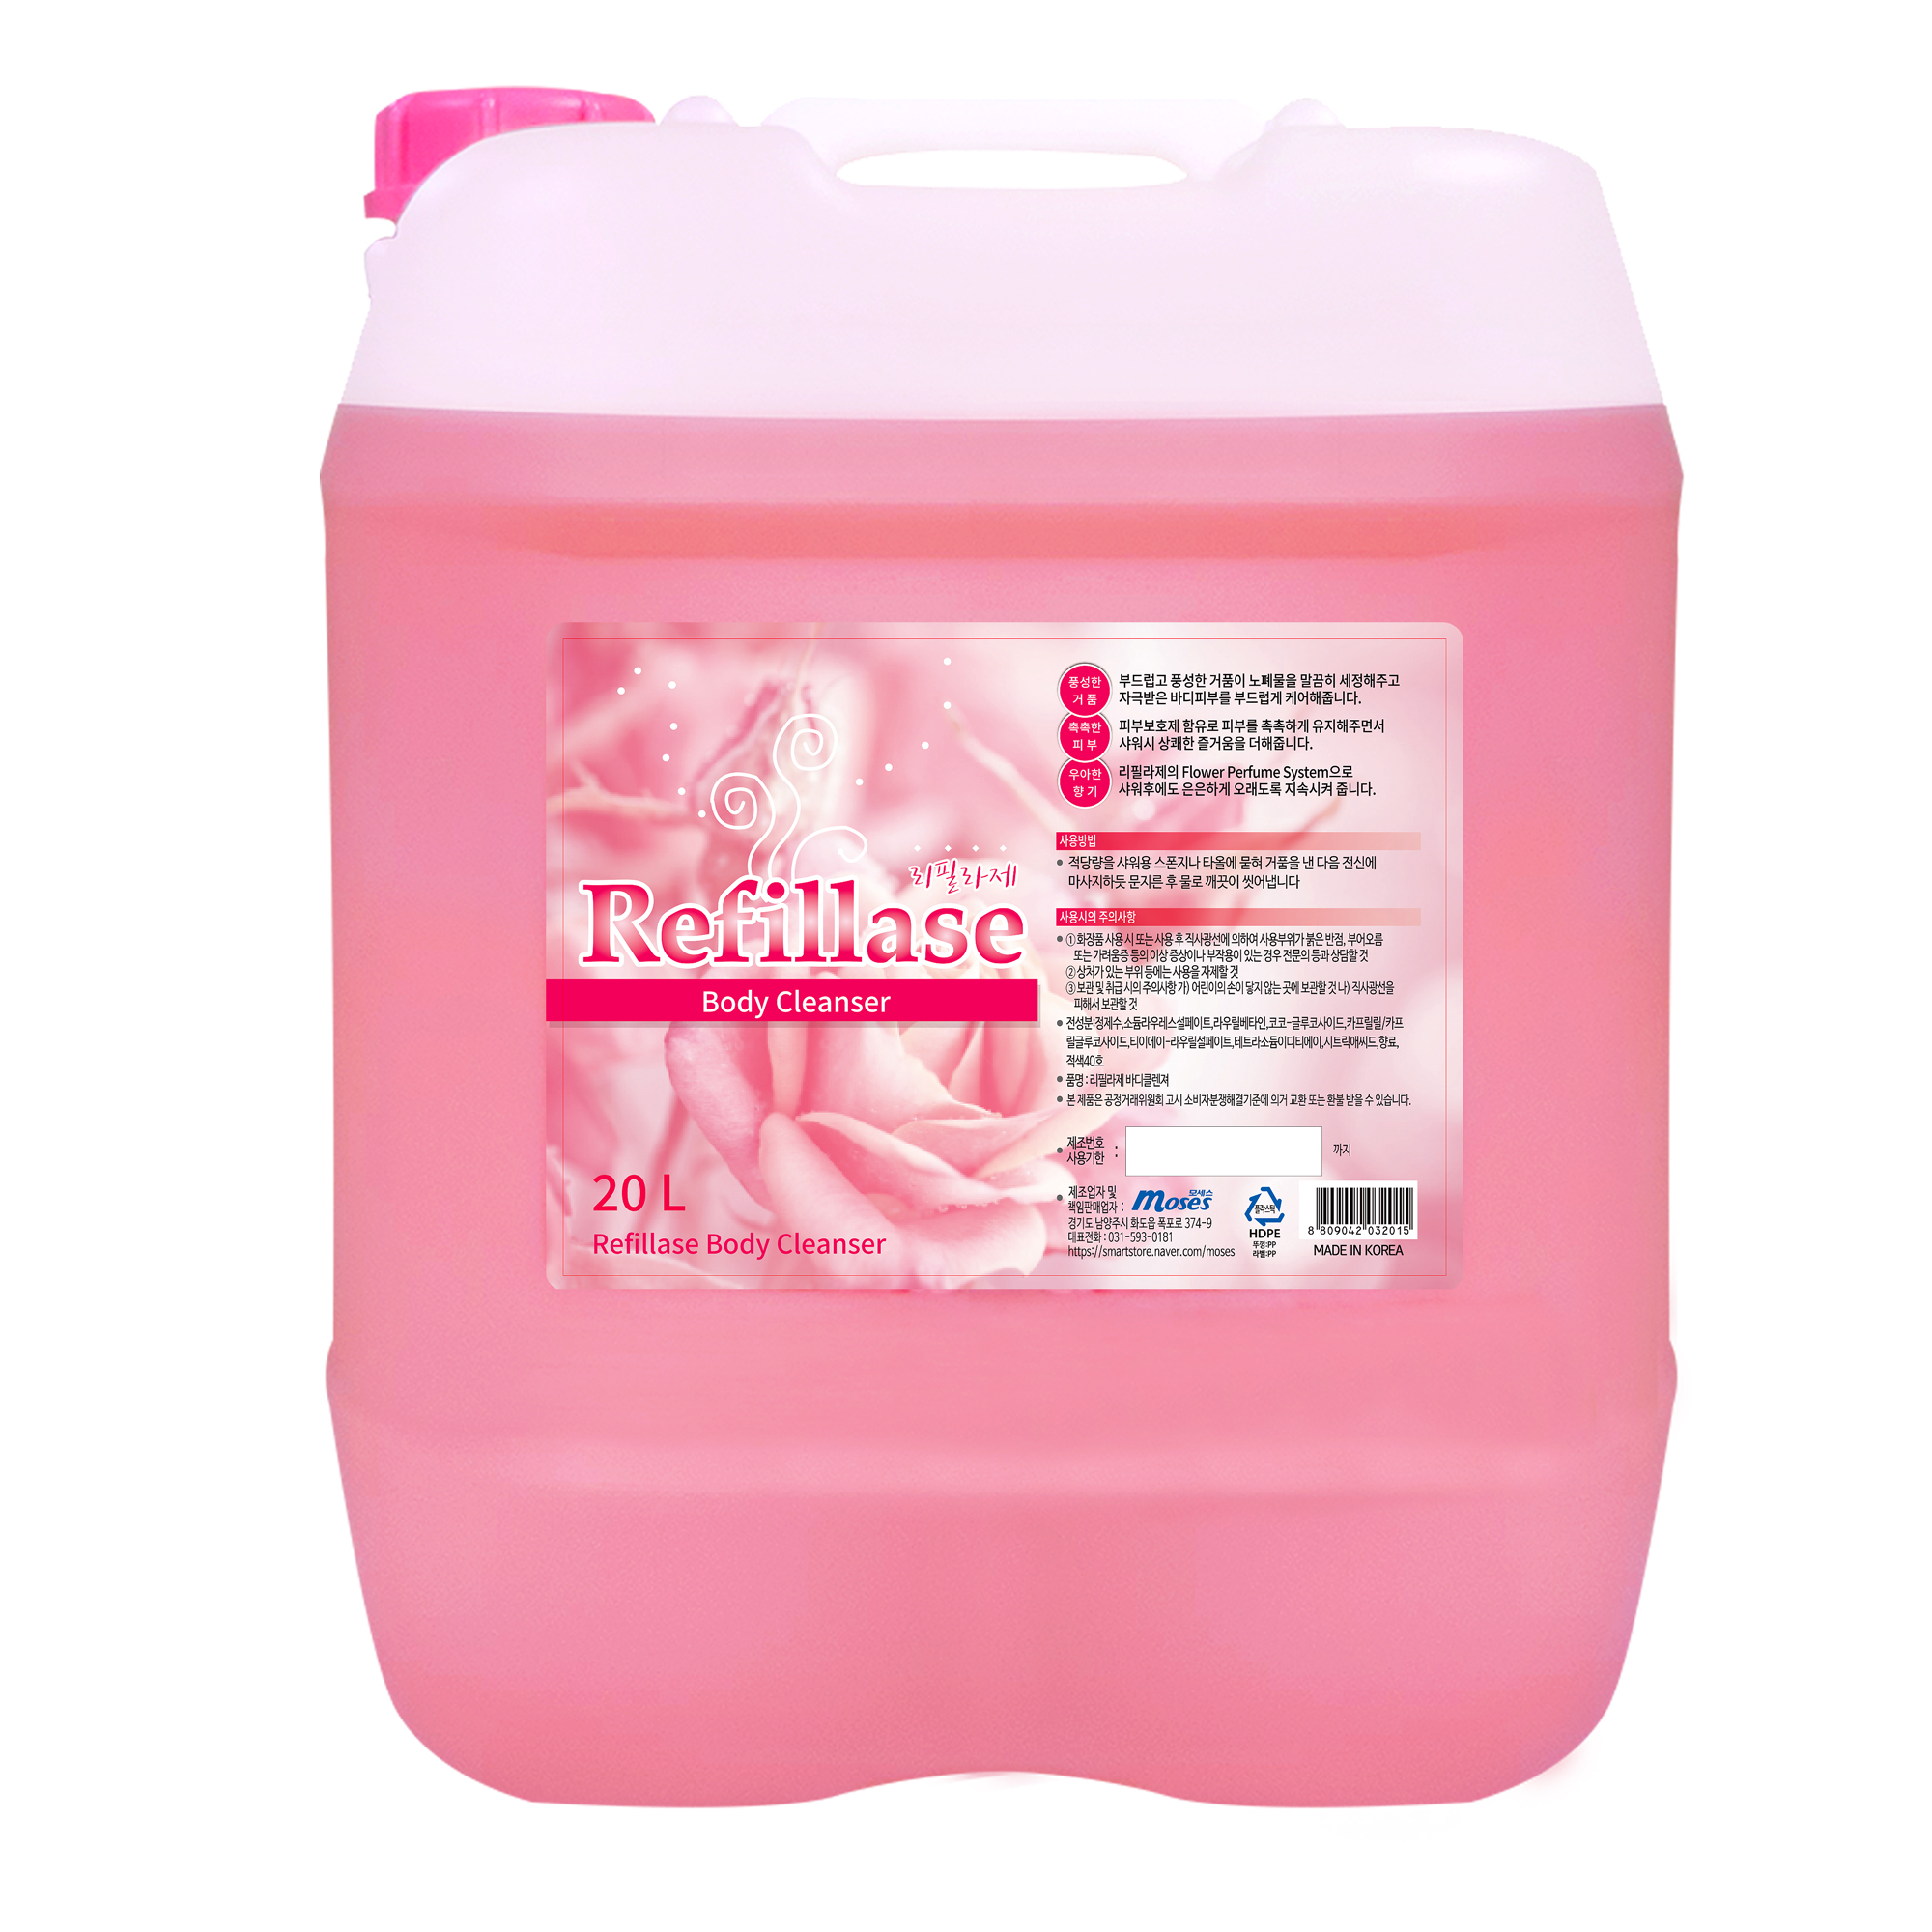 리필라제
Refillase
Body Cleanser
20 L
Refillase Body Cleanser
풍성한
거 품
부드럽고 풍성한 거품이 노폐물을 말끔히 세정해주고
자극받은 바디피부를 부드럽게 케어해줍니다.
촉촉한
피 부
피부보호제 함유로 피부를 촉촉하게 유지해주면서
샤워시 상쾌한 즐거움을 더해줍니다.
우아한
향 기
리필라제의 Flower Perfume System으로
샤워후에도 은은하게 오래도록 지속시켜 줍니다.
사용방법
• 적당량을 샤워용 스폰지나 타올에 묻혀 거품을 낸 다음 전신에
마사지하듯 문지른 후 물로 깨끗이 씻어냅니다
사용시의 주의사항
• ① 화장품 사용 시 또는 사용 후 직사광선에 의하여 사용부위가 붉은 반점, 부어오름
또는 가려움증 등의 이상 증상이나 부작용이 있는 경우 전문의 등과 상담할 것
② 상처가 있는 부위 등에는 사용을 자제할 것
③ 보관 및 취급 시의 주의사항 가) 어린이의 손이 닿지 않는 곳에 보관할 것 나) 직사광선을
피해서 보관할 것
• 전성분:정제수,소듐라우레스설페이트,라우릴베타인,코코-글루코사이드,카프릴릴/카프
릴글루코사이드,티이에이-라우릴설페이트,테트라소듐이디티에이,시트릭애씨드,향료,
적색40호
• 품명 : 리필라제 바디클렌져
• 본 제품은 공정거래위원회 고시 소비자분쟁해결기준에 의거 교환 또는 환불 받을 수 있습니다.
• 제조번호
사용기한 :
까지
• 제조업자 및
책임판매업자 :
모세스
moses
경기도 남양주시 화도읍 폭포로 374-9
대표전화 : 031-593-0181
https://smartstore.naver.com/moses
플라스틱
HDPE
뚜껑:PP
라벨:PP
8 809042 032015
MADE IN KOREA